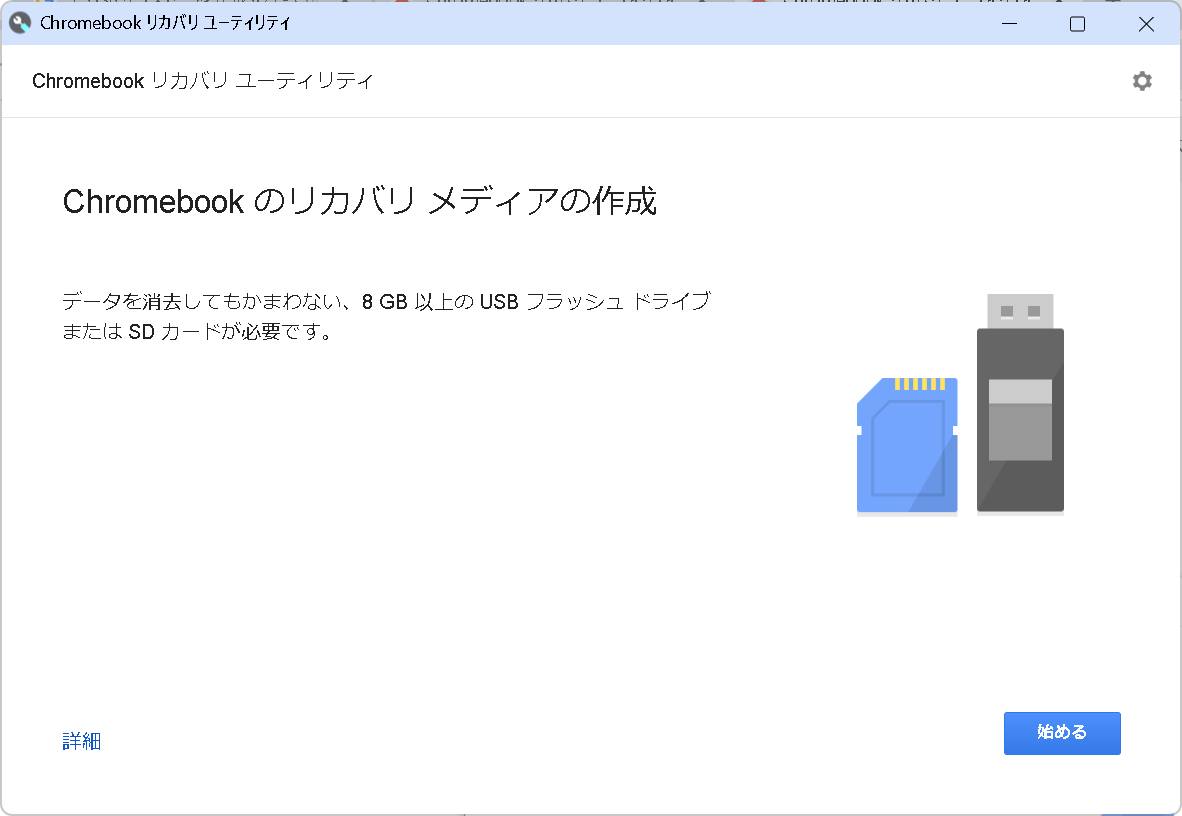 Chromebook リカバリ ユーティリティ
Chromebook リカバリ ユーティリティ
Chromebook のリカバリ メディアの作成
データを消去してもかまわない、8 GB 以上の USB フラッシュ ドライブ
または SD カードが必要です。
詳細
始める